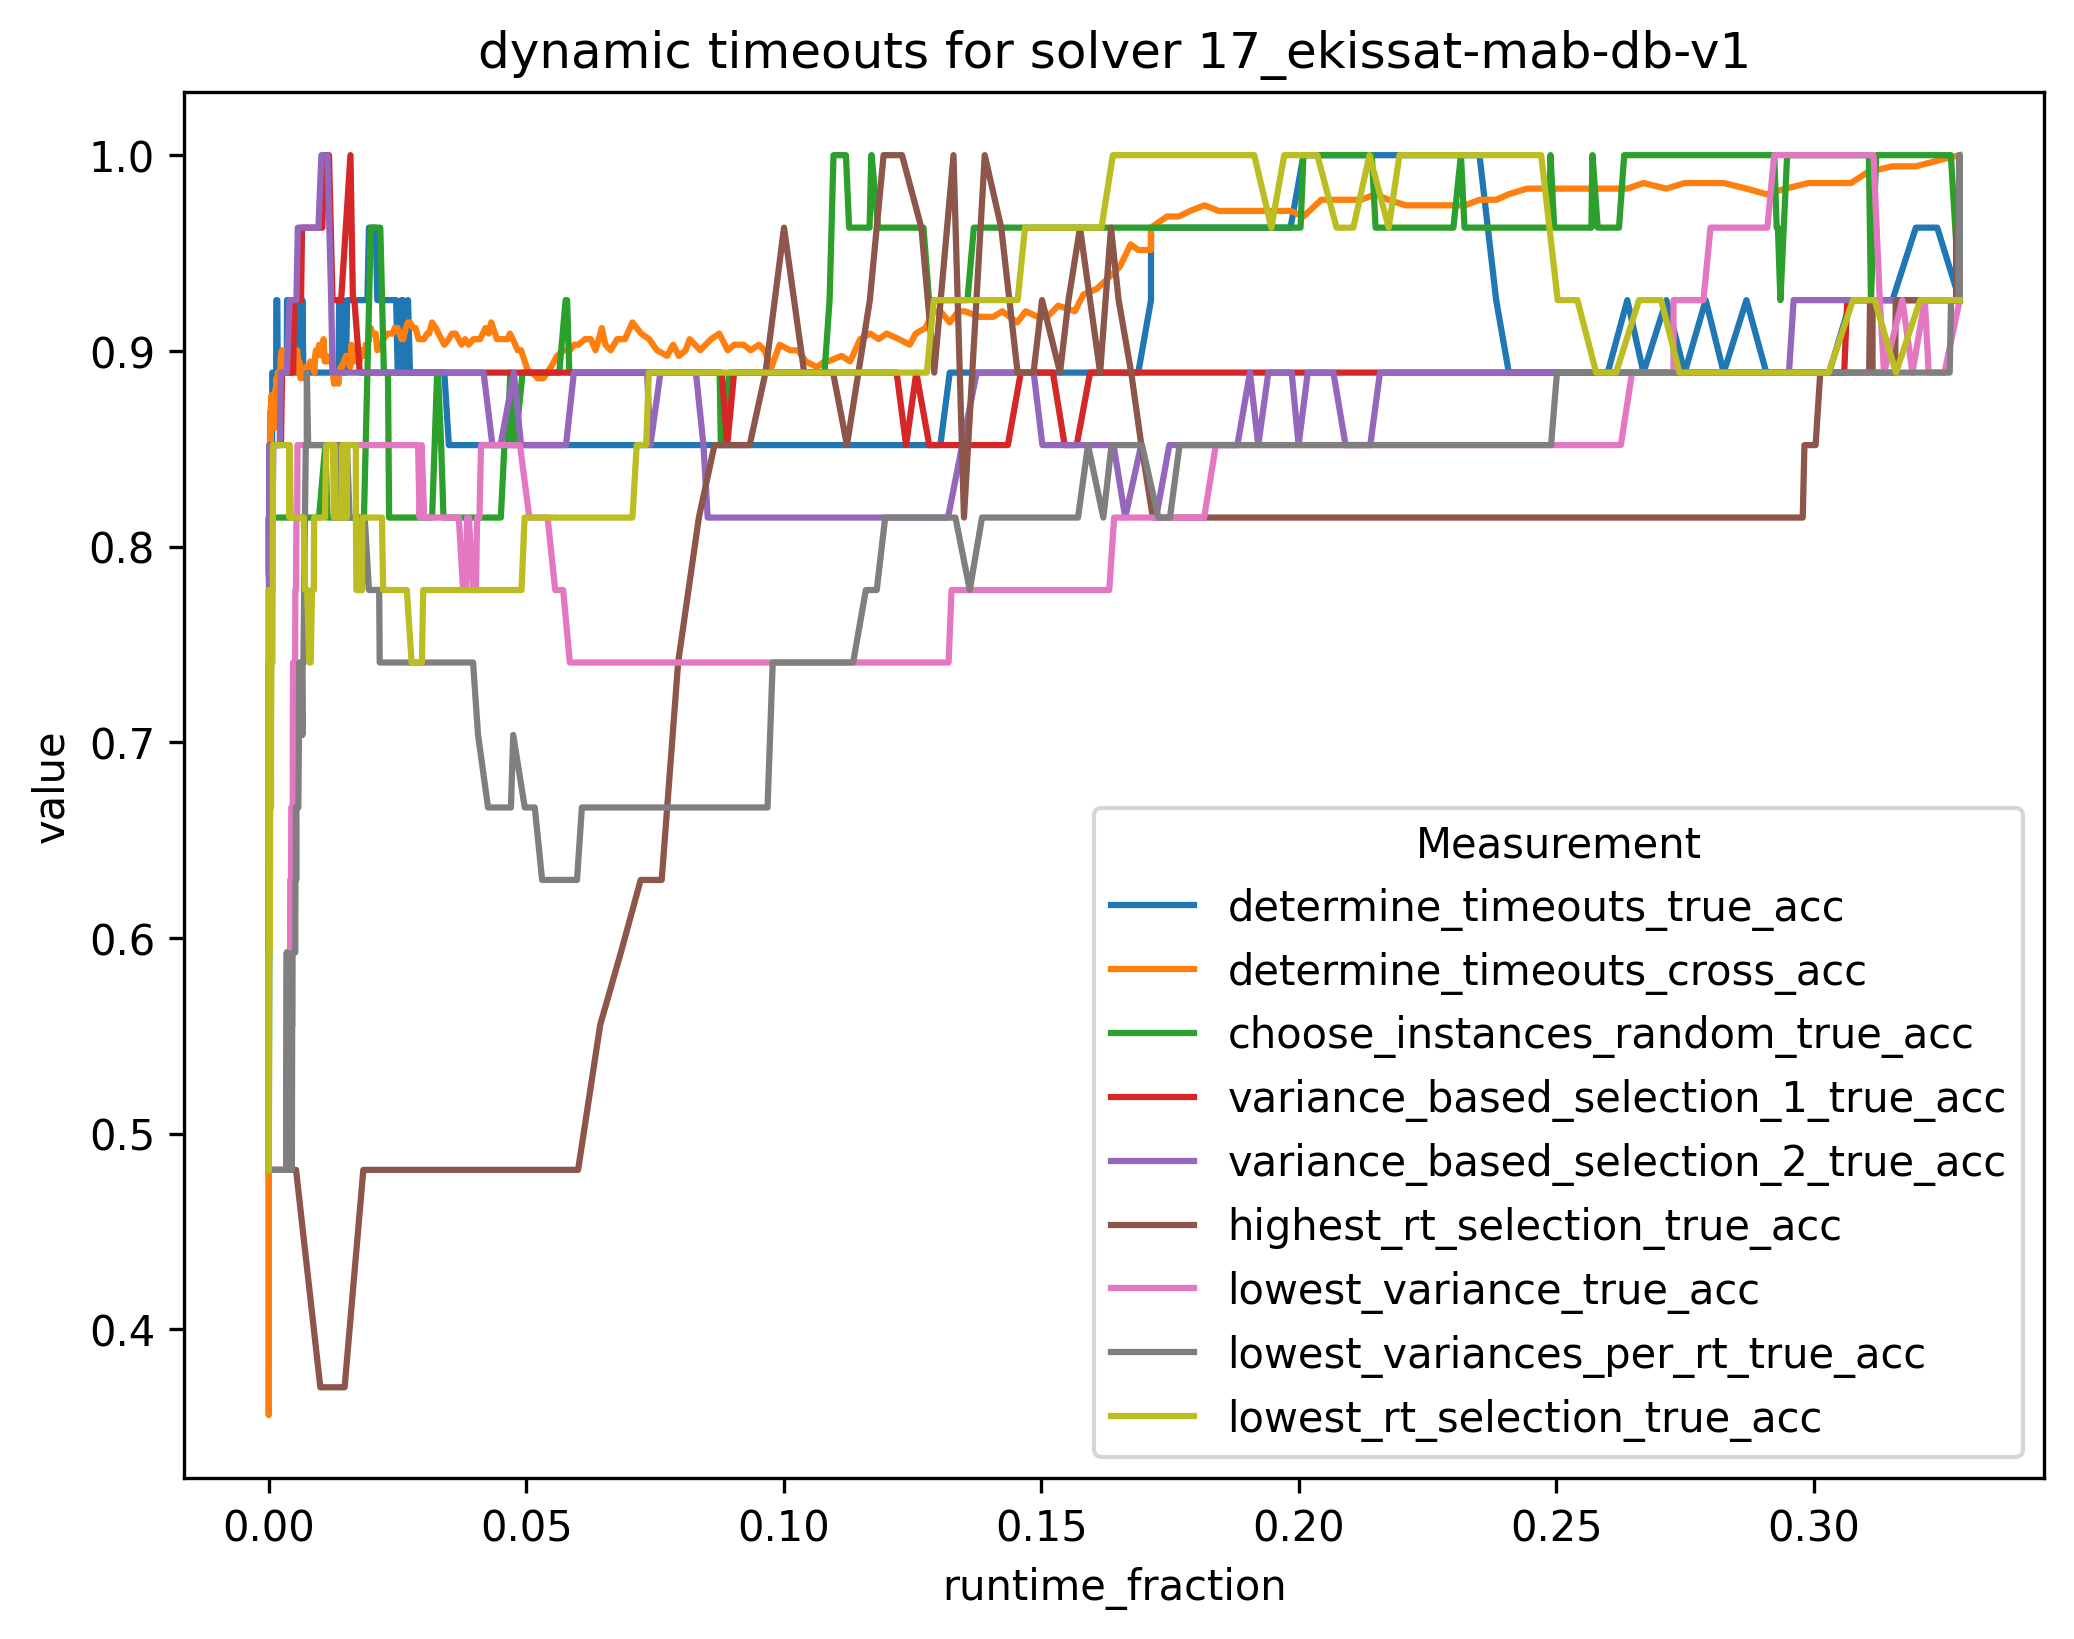 dynamic timeouts for solver 17_ekissat-mab-db-v1
1.0
0.9
0.8
0.7
0.6
0.5
0.4
value
Measurement
determine_timeouts_true_acc
determine_timeouts_cross_acc
choose_instances_random_true_acc
variance_based_selection_1_true_acc
variance_based_selection_2_true_acc
highest_rt_selection_true_acc
lowest_variance_true_acc
lowest_variances_per_rt_true_acc
lowest_rt_selection_true_acc
0.00 0.05 0.10 0.15 0.20 0.25 0.30
runtime_fraction